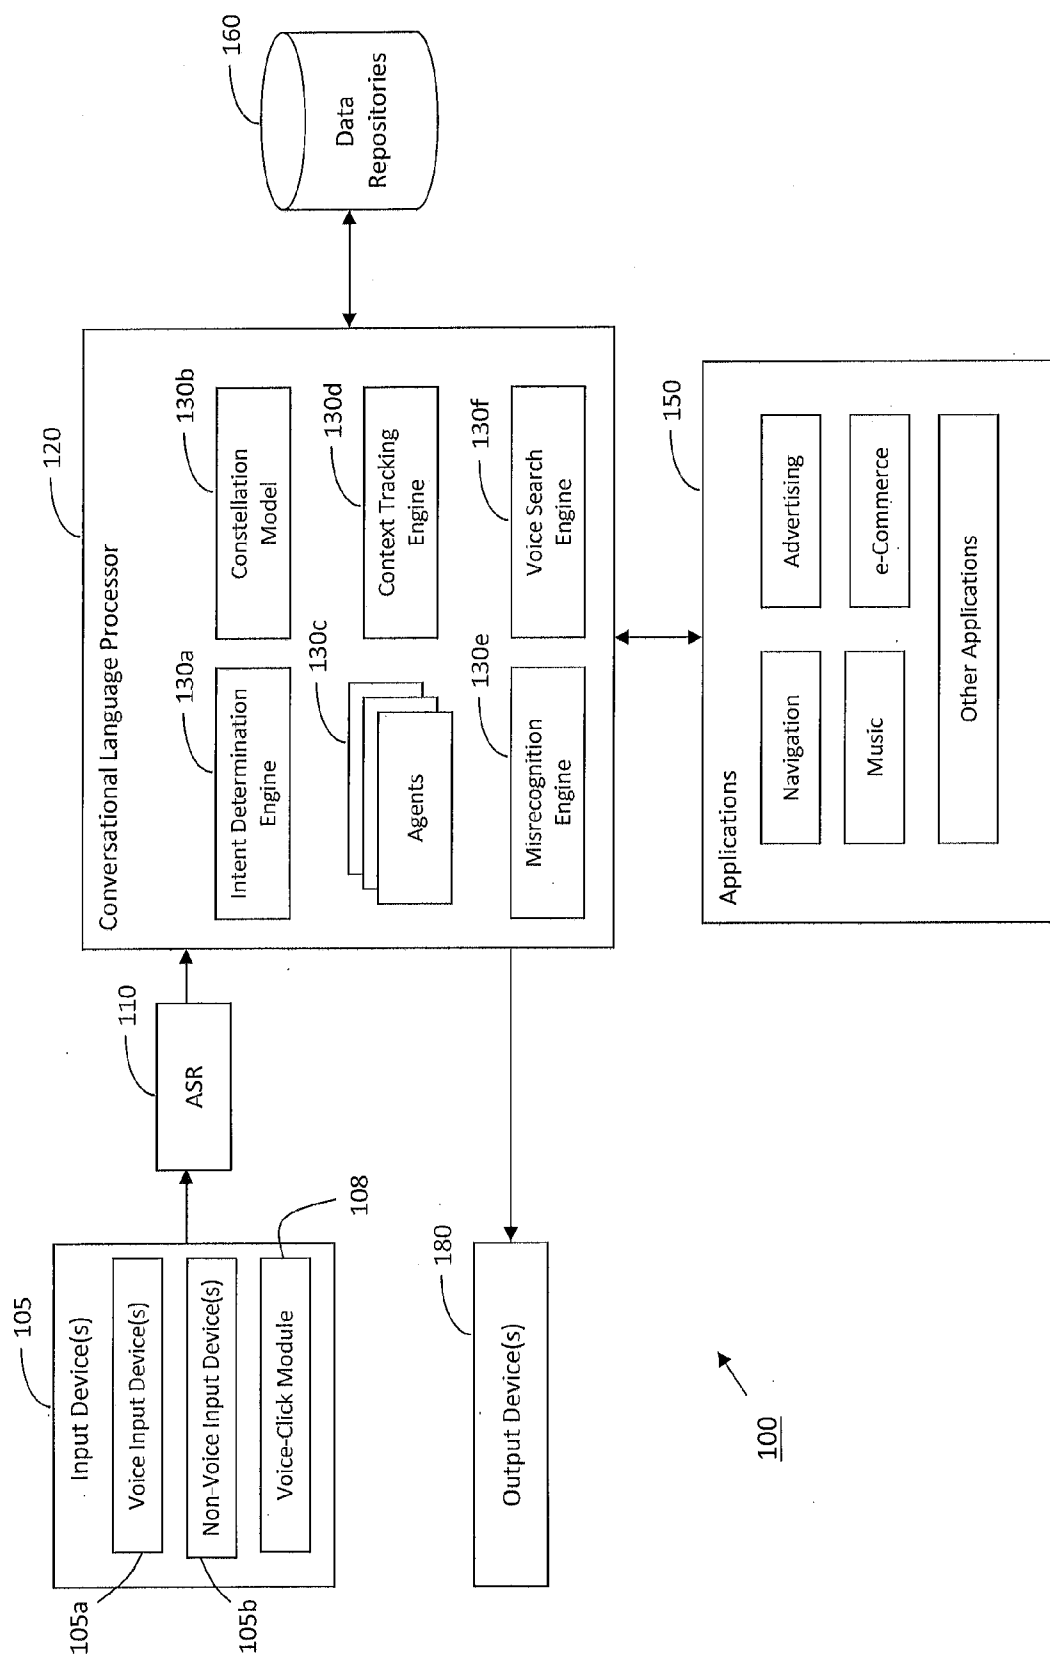 105
Input Device(s)
Voice Input Device(s)
105a
Non-Voice Input Device(s)
105b
Voice-Click Module
108
110
ASR
120
Conversational Language Processor
Intent Determination
Engine
130a
Constellation
Model
130b
Agents
130c
Context Tracking
Engine
130d
Misrecognition
Engine
130e
Voice Search
Engine
130f
160
Data
Repositories
180
Output Device(s)
150
Applications
Navigation
Advertising
Music
e-Commerce
Other Applications
100